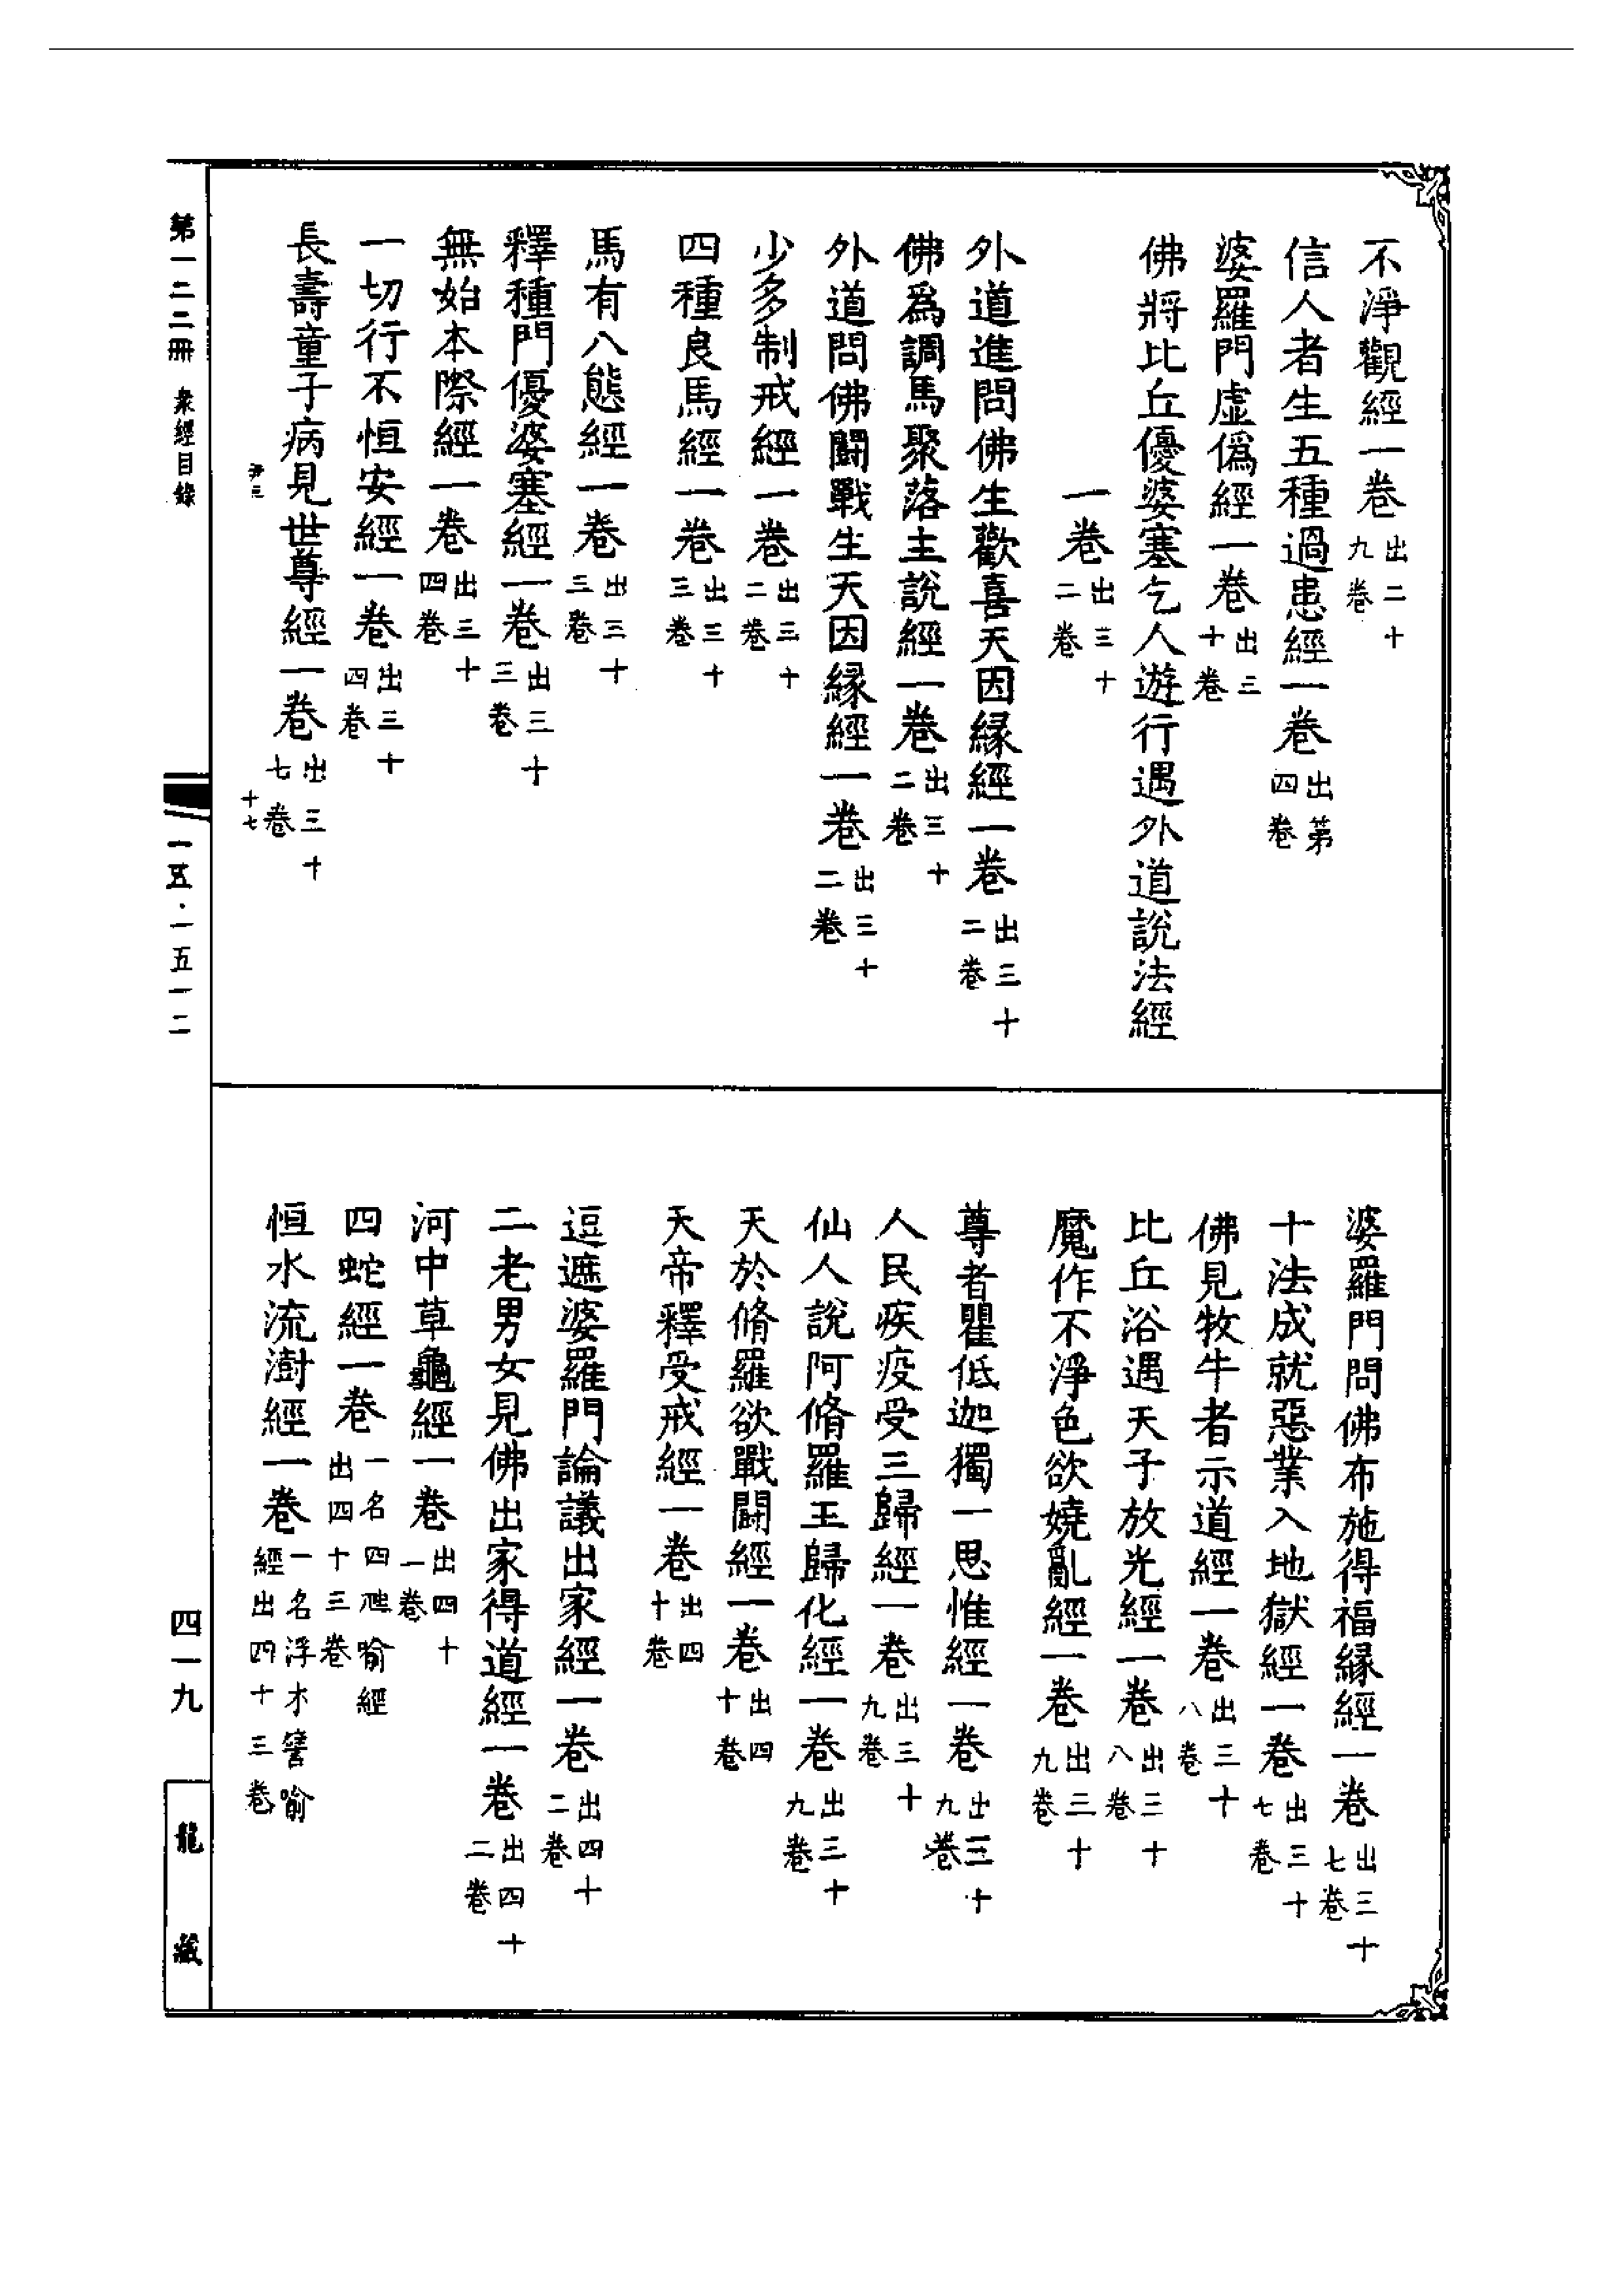 不淨觀經一卷出二十九卷
信人者生五種過患經一卷出第四卷
婆羅門虛僞經一卷出三十卷
佛將比丘優婆塞乞人遊行遇外道說法經
一卷出三十二卷
外道進問佛生歡喜天因緣經一卷出三十二卷
佛爲調馬聚落主說經一卷出三十二卷
外道問佛鬪戰生天因緣經一卷出三十二卷
少多制戒經一卷出三十二卷
四種良馬經一卷出三十三卷
馬有八態經一卷出三十三卷
釋種門優婆塞經一卷出三十三卷
無始本際經一卷出三十四卷
一切行不恒安經一卷出三十四卷
長壽童子病見世尊經一卷出三十七卷
尹三
十七
婆羅門問佛布施得福緣經一卷出三十七卷
十法成就惡業入地獄經一卷出三十七卷
佛見牧牛者示道經一卷出三十八卷
比丘浴遇天子放光經一卷出三十八卷
魔作不淨色欲嬈亂經一卷出三十九卷
尊者瞿低迦獨一思惟經一卷出三十九卷
人民疾疫受三歸經一卷出三十九卷
仙人說阿脩羅王歸化經一卷出三十九卷
天於脩羅欲戰鬪經一卷出四十卷
天帝釋受戒經一卷出四十卷
逗遮婆羅門論議出家經一卷出四十二卷
二老男女見佛出家得道經一卷出四十二卷
河中草龜經一卷出四十一卷
四蛇經一卷一名四虵喻經出四十三卷
恒水流澍經一卷一名浮木喻經出四十三卷
第一二二冊 衆經目錄
一一五·一五一二
四一九
龍藏